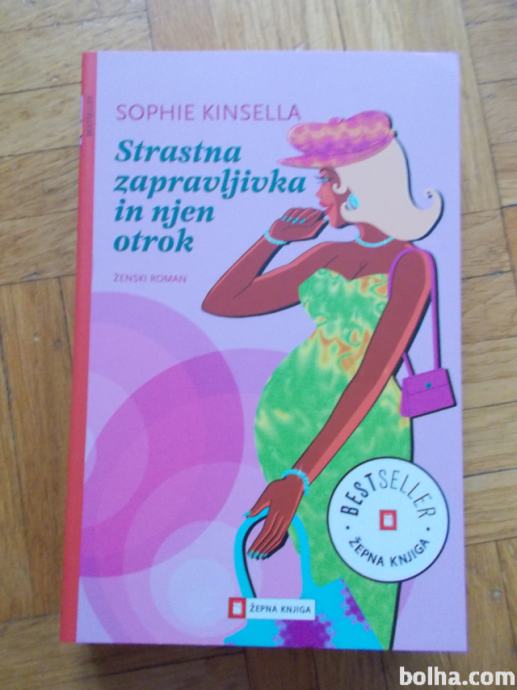 SOPHIE KINSELLA
Strastna
zapravljivka
in njen
otrok
ŽENSKI ROMAN
BESTSELLER
ŽEPNA KNJIGA
ŽEPNA KNJIGA
bolha.com